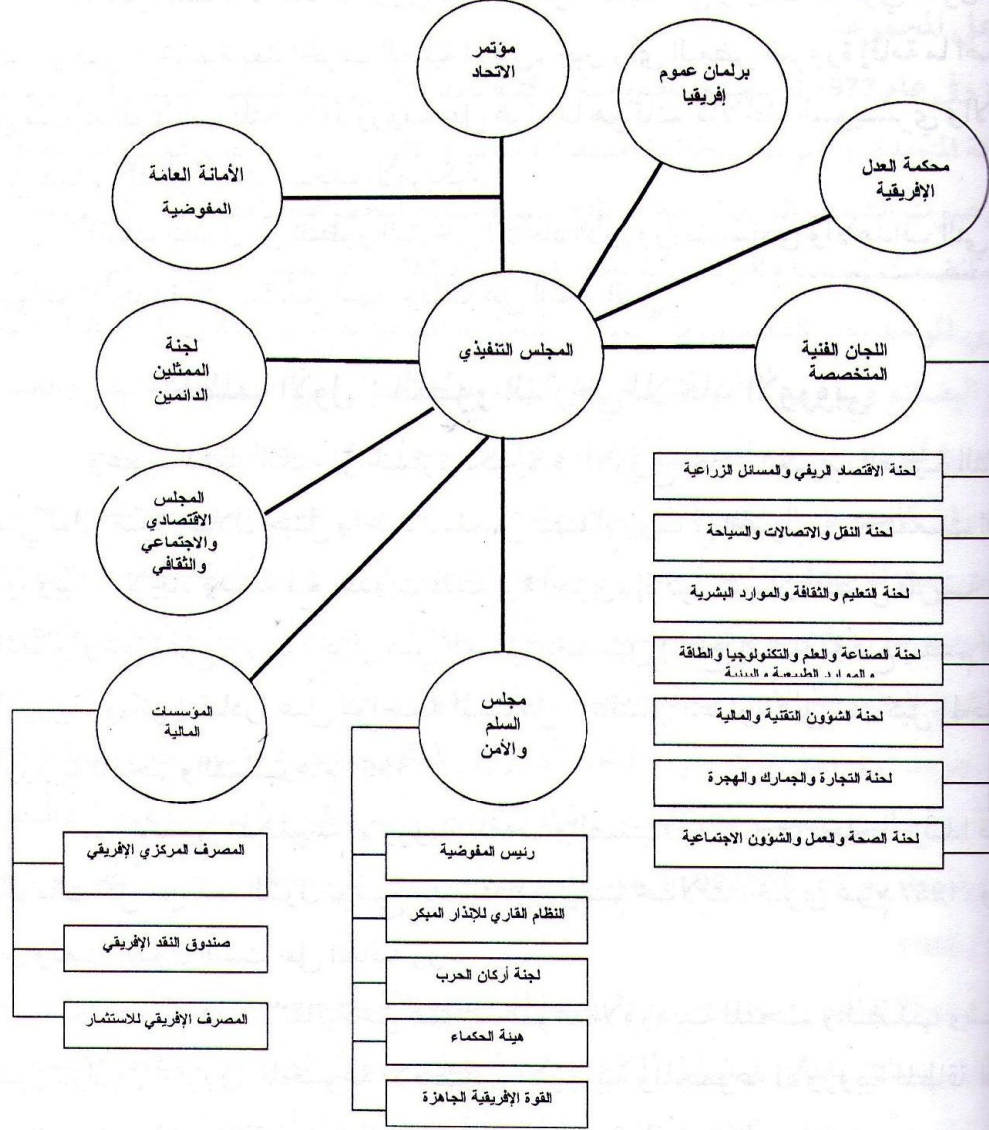 مؤتمر
الاتحاد
برلمان عموم
إفريقيا
محكمة العدل
الإفريقية
الأمانة العامة
المفوضية
المجلس التنفيذي
اللجان الفنية
المتخصصة
لجنة
الممثلين
الدائمين
المجلس
الاقتصادي
والاجتماعي
والثقافي
المؤسسات
المالية
مجلس
السلم
والأمن
لجنة الاقتصاد الريفي والمسائل الزراعية
لجنة النقل والاتصالات والسياحة
لجنة التعليم والثقافة والموارد البشرية
لجنة الصناعة والعلم والتكنولوجيا والطاقة
والموارد الطبيعية والبيئية
لجنة الشؤون التقنية والمالية
لجنة التجارة والجمارك والهجرة
لجنة الصحة والعمل والشؤون الاجتماعية
المصرف المركزي الإفريقي
صندوق النقد الإفريقي
المصرف الإفريقي للاستثمار
رئيس المفوضية
النظام القاري للإنذار المبكر
لجنة أركان الحرب
هيئة الحكماء
القوة الإفريقية الجاهزة